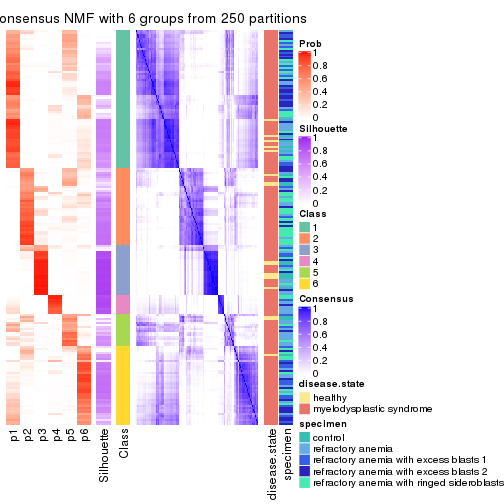 onsensus NMF with 6 groups from 250 partitions
Prob
1
0.8
0.6
0.4
0.2
0
Silhouette
1
0.8
0.6
0.4
0.2
0
Class
1
2
3
4
5
6
Consensus
1
0.8
0.6
0.4
0.2
0
disease.state
healthy
myelodysplastic syndrome
specimen
control
refractory anemia
refractory anemia with excess blasts 1
refractory anemia with excess blasts 2
refractory anemia with ringed sideroblasts
p1
p2
p3
p4
p5
p6
Silhouette
Class
disease.state
specimen